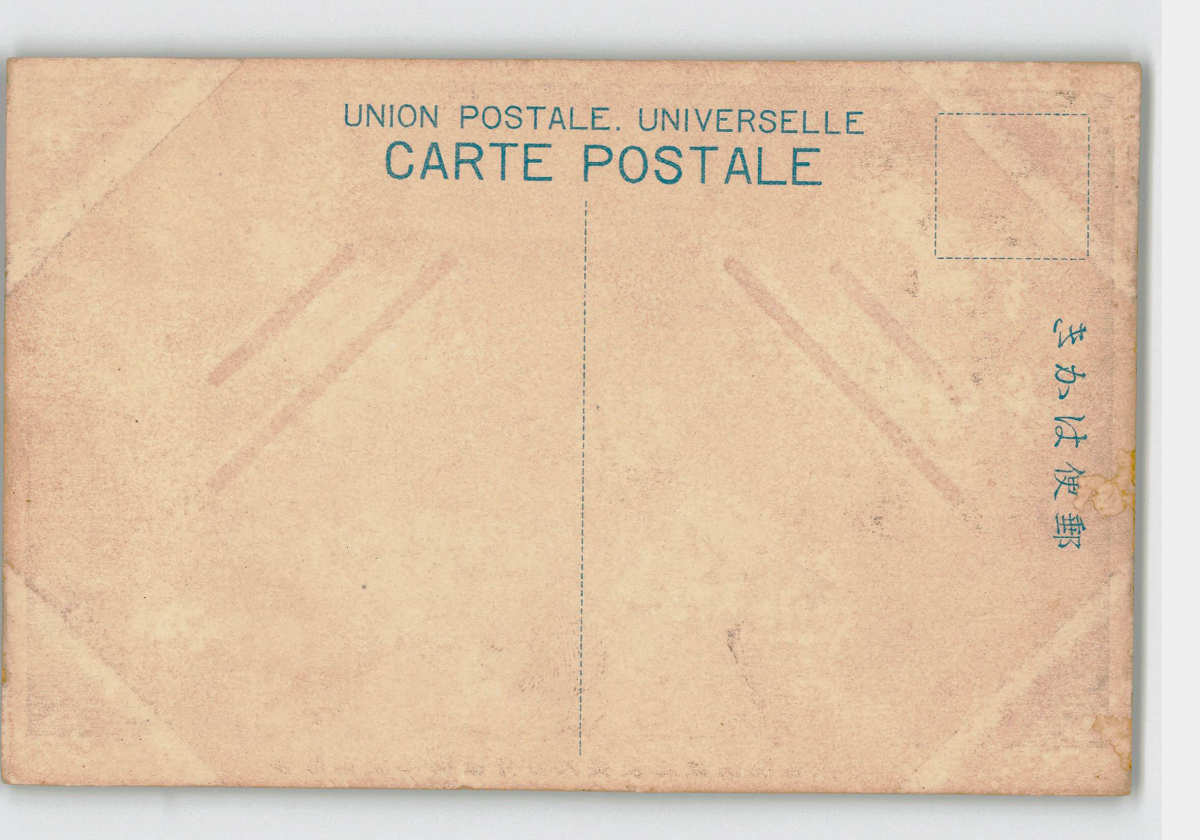 UNION POSTALE. UNIVERSELLE
CARTE POSTALE
郵便はかき